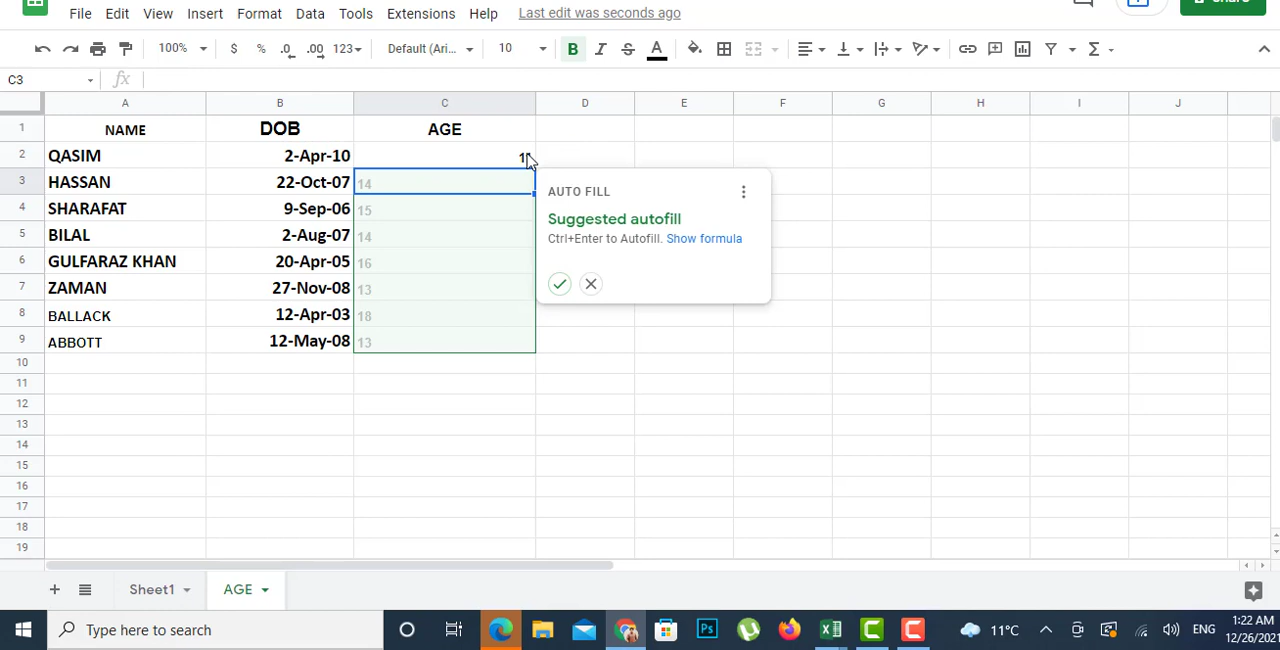 File Edit View Insert Format Data Tools Extensions Help Last edit was seconds ago
100% $ % .0 .00 123 Default (Ari... 10 B I S A
C3 fx
A B C D E F G H I J
1 NAME DOB AGE
2 QASIM 2-Apr-10
3 HASSAN 22-Oct-07 14
4 SHARAFAT 9-Sep-06 15
5 BILAL 2-Aug-07 14
6 GULFARAZ KHAN 20-Apr-05 16
7 ZAMAN 27-Nov-08 13
8 BALLACK 12-Apr-03 18
9 ABBOTT 12-May-08 13
10
11
12
13
14
15
16
17
18
19
AUTO FILL
Suggested autofill
Ctrl+Enter to Autofill. Show formula
Sheet1 AGE
Type here to search
Ps
11°C
ENG
1:22 AM
12/26/2021